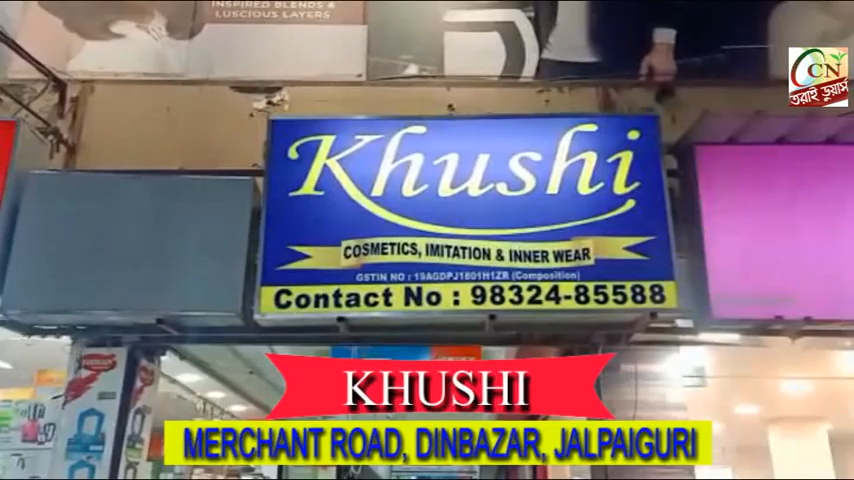 INSPIRED BLENDS &
LUSCIOUS LAYERS
CN
তরাই ডুয়ার্স
Khushi
COSMETICS, IMITATION & INNER WEAR
GSTIN NO : 19AGDPJ1801H1ZR (Composition)
Contact No : 98324-85588
KHUSHI
MERCHANT ROAD, DINBAZAR, JALPAIGURI